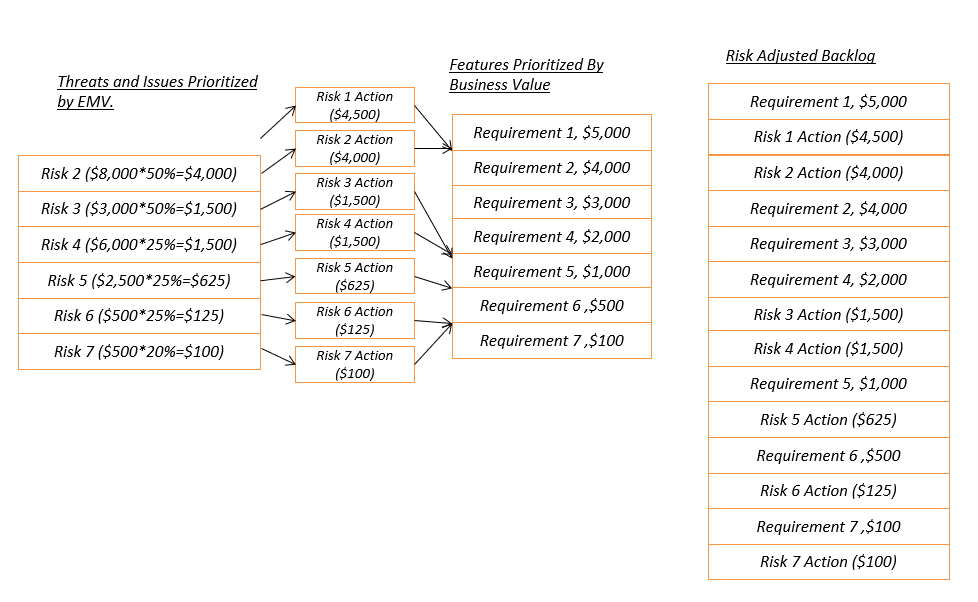 Threats and Issues Prioritized
by EMV.
Risk 2 ($8,000*50%=$4,000)
Risk 3 ($3,000*50%=$1,500)
Risk 4 ($6,000*25%=$1,500)
Risk 5 ($2,500*25%=$625)
Risk 6 ($500*25%=$125)
Risk 7 ($500*20%=$100)
Risk 1 Action
($4,500)
Risk 2 Action
($4,000)
Risk 3 Action
($1,500)
Risk 4 Action
($1,500)
Risk 5 Action
($625)
Risk 6 Action
($125)
Risk 7 Action
($100)
Features Prioritized By
Business Value
Requirement 1, $5,000
Requirement 2, $4,000
Requirement 3, $3,000
Requirement 4, $2,000
Requirement 5, $1,000
Requirement 6 ,$500
Requirement 7 ,$100
Risk Adjusted Backlog
Requirement 1, $5,000
Risk 1 Action ($4,500)
Risk 2 Action ($4,000)
Requirement 2, $4,000
Requirement 3, $3,000
Requirement 4, $2,000
Risk 3 Action ($1,500)
Risk 4 Action ($1,500)
Requirement 5, $1,000
Risk 5 Action ($625)
Requirement 6 ,$500
Risk 6 Action ($125)
Requirement 7 ,$100
Risk 7 Action ($100)